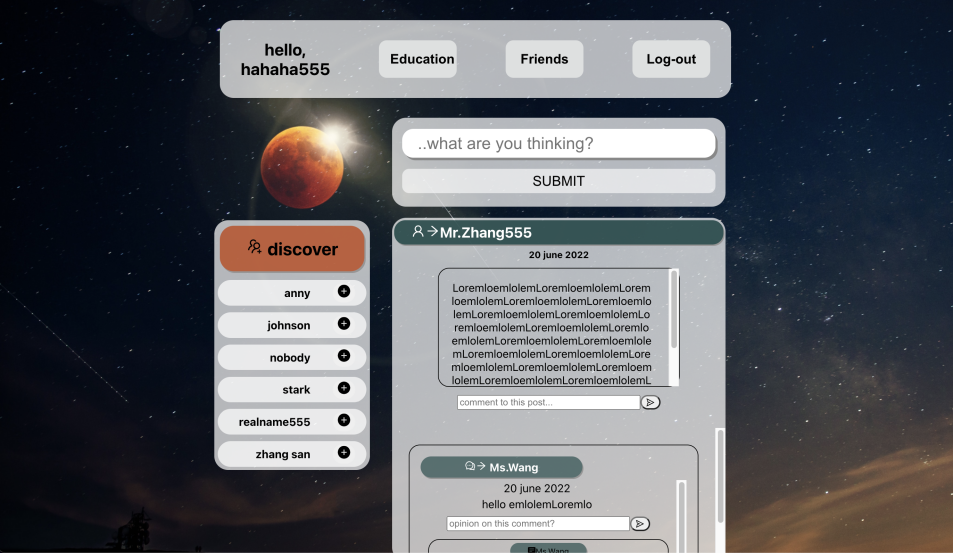 hello,
hahaha555
Education
Friends
Log-out
..what are you thinking?
SUBMIT
discover
anny
johnson
nobody
stark
realname555
zhang san
Mr.Zhang555
20 june 2022
LoremloemlolemLoremloemlolemLorem
loemlolemLoremloemlolemLoremloemlo
lemLoremloemlolemLoremloemlolemLo
remloemlolemLoremloemlolemLoremlo
emlolemLoremloemlolemLoremloemlole
mLoremloemlolemLoremloemlolemLore
mloemlolemLoremloemlolemLoremloem
lolemLoremloemlolemLoremloemlolemL
comment to this post...
Ms.Wang
20 june 2022
hello emlolemLoremlo
opinion on this comment?
Ms.Wang